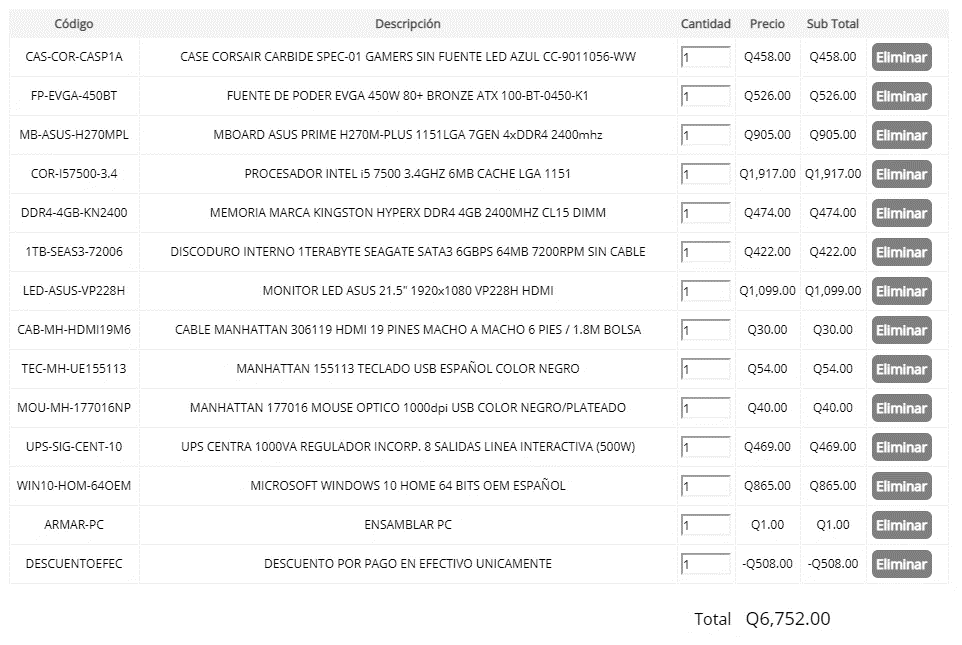 Código Descripción Cantidad Precio Sub Total
CAS-COR-CASP1A CASE CORSAIR CARBIDE SPEC-01 GAMERS SIN FUENTE LED AZUL CC-9011056-WW 1 Q458.00 Q458.00 Eliminar
FP-EVGA-450BT FUENTE DE PODER EVGA 450W 80+ BRONZE ATX 100-BT-0450-K1 1 Q526.00 Q526.00 Eliminar
MB-ASUS-H270MPL MBOARD ASUS PRIME H270M-PLUS 1151LGA 7GEN 4xDDR4 2400mhz 1 Q905.00 Q905.00 Eliminar
COR-I57500-3.4 PROCESADOR INTEL i5 7500 3.4GHZ 6MB CACHE LGA 1151 1 Q1,917.00 Q1,917.00 Eliminar
DDR4-4GB-KN2400 MEMORIA MARCA KINGSTON HYPERX DDR4 4GB 2400MHZ CL15 DIMM 1 Q474.00 Q474.00 Eliminar
1TB-SEAS3-72006 DISCODURO INTERNO 1TERABYTE SEAGATE SATA3 6GBPS 64MB 7200RPM SIN CABLE 1 Q422.00 Q422.00 Eliminar
LED-ASUS-VP228H MONITOR LED ASUS 21.5" 1920x1080 VP228H HDMI 1 Q1,099.00 Q1,099.00 Eliminar
CAB-MH-HDMI19M6 CABLE MANHATTAN 306119 HDMI 19 PINES MACHO A MACHO 6 PIES / 1.8M BOLSA 1 Q30.00 Q30.00 Eliminar
TEC-MH-UE155113 MANHATTAN 155113 TECLADO USB ESPAÑOL COLOR NEGRO 1 Q54.00 Q54.00 Eliminar
MOU-MH-177016NP MANHATTAN 177016 MOUSE OPTICO 1000dpi USB COLOR NEGRO/PLATEADO 1 Q40.00 Q40.00 Eliminar
UPS-SIG-CENT-10 UPS CENTRA 1000VA REGULADOR INCORP. 8 SALIDAS LINEA INTERACTIVA (500W) 1 Q469.00 Q469.00 Eliminar
WIN10-HOM-64OEM MICROSOFT WINDOWS 10 HOME 64 BITS OEM ESPAÑOL 1 Q865.00 Q865.00 Eliminar
ARMAR-PC ENSAMBLAR PC 1 Q1.00 Q1.00 Eliminar
DESCUENTOEFEC DESCUENTO POR PAGO EN EFECTIVO UNICAMENTE 1 -Q508.00 -Q508.00 Eliminar
Total Q6,752.00